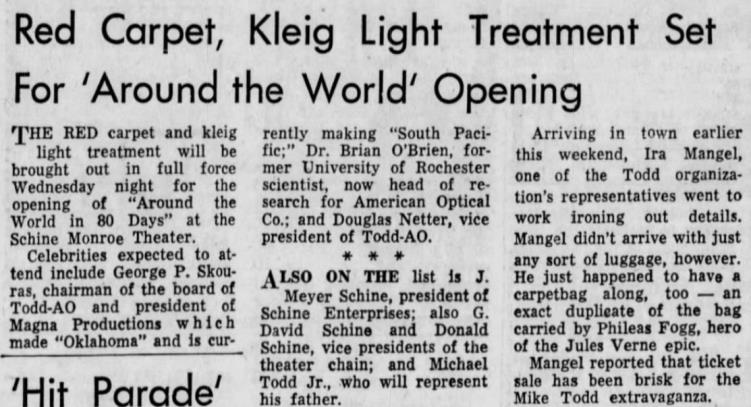 Red Carpet, Kleig Light Treatment Set
For 'Around the World' Opening
THE RED carpet and kleig
light treatment will be
brought out in full force
Wednesday night for the
opening of "Around the
World in 80 Days" at the
Schine Monroe Theater.
Celebrities expected to at-
tend include George P. Skou-
ras, chairman of the board of
Todd-AO and president of
Magna Productions which
made "Oklahoma" and is cur-
'Hit Parade'
rently making "South Paci-
fic;" Dr. Brian O'Brien, for-
mer University of Rochester
scientist, now head of re-
search for American Optical
Co.; and Douglas Netter, vice
president of Todd-AO.
* * *
ALSO ON THE list is J.
Meyer Schine, president of
Schine Enterprises; also G.
David Schine and Donald
Schine, vice presidents of the
theater chain; and Michael
Todd Jr., who will represent
his father.
Arriving in town earlier
this weekend, Ira Mangel,
one of the Todd organiza-
tion's representatives went to
work ironing out details.
Mangel didn't arrive with just
any sort of luggage, however.
He just happened to have a
carpetbag along, too — an
exact duplicate of the bag
carried by Phileas Fogg, hero
of the Jules Verne epic.
Mangel reported that ticket
sale has been brisk for the
Mike Todd extravaganza.